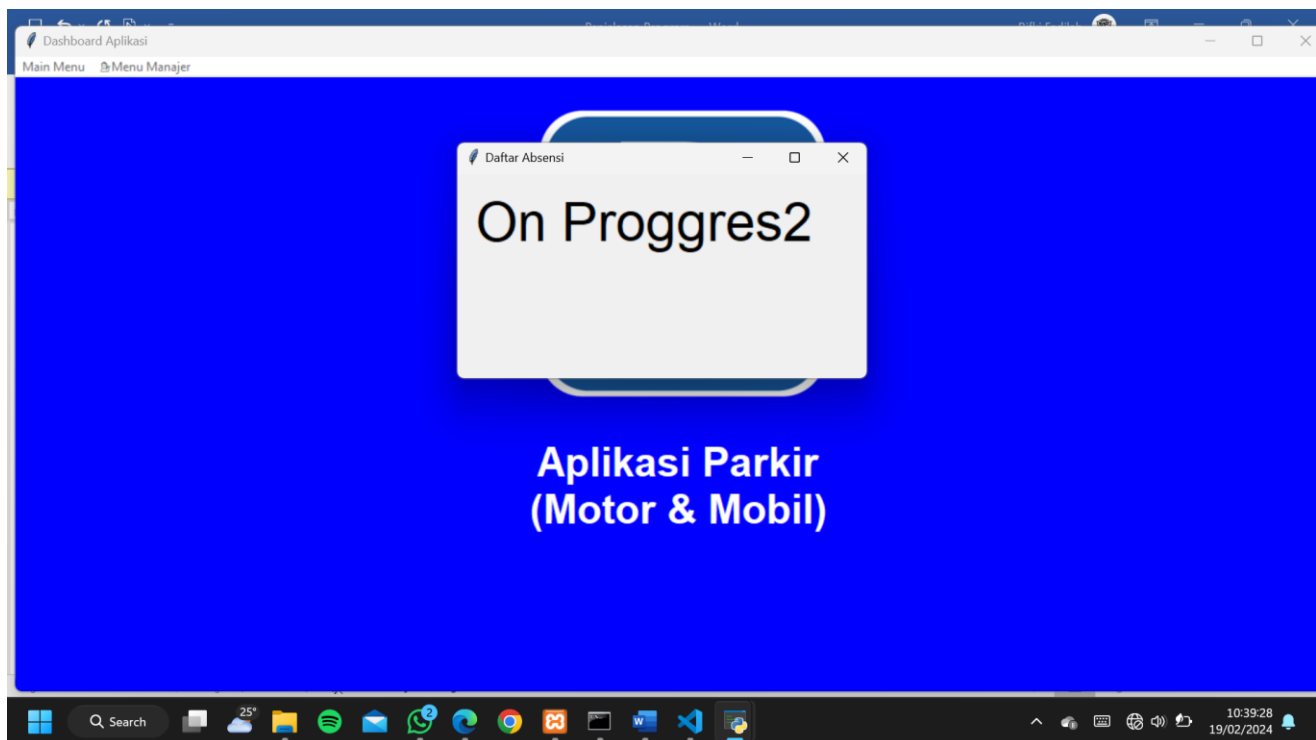 Dashboard Aplikasi
Main Menu Menu Manajer
Daftar Absensi
On Proggres2
Aplikasi Parkir
(Motor & Mobil)
25°
Search
2
10:39:28
19/02/2024